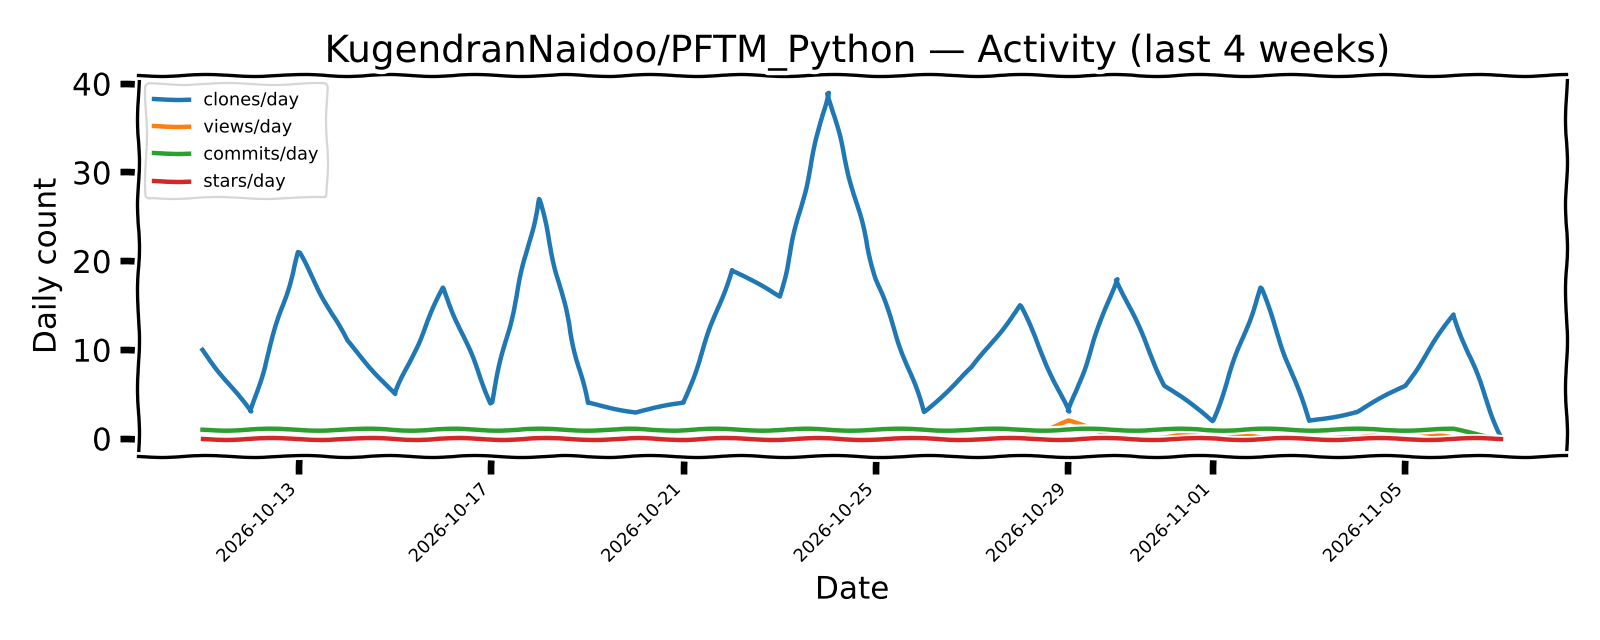 KugendranNaidoo/PFTM_Python — Activity (last 4 weeks)
40
30
20
10
0
Daily count
clones/day
views/day
commits/day
stars/day
2026-10-13
2026-10-17
2026-10-21
2026-10-25
2026-10-29
2026-11-01
2026-11-05
Date